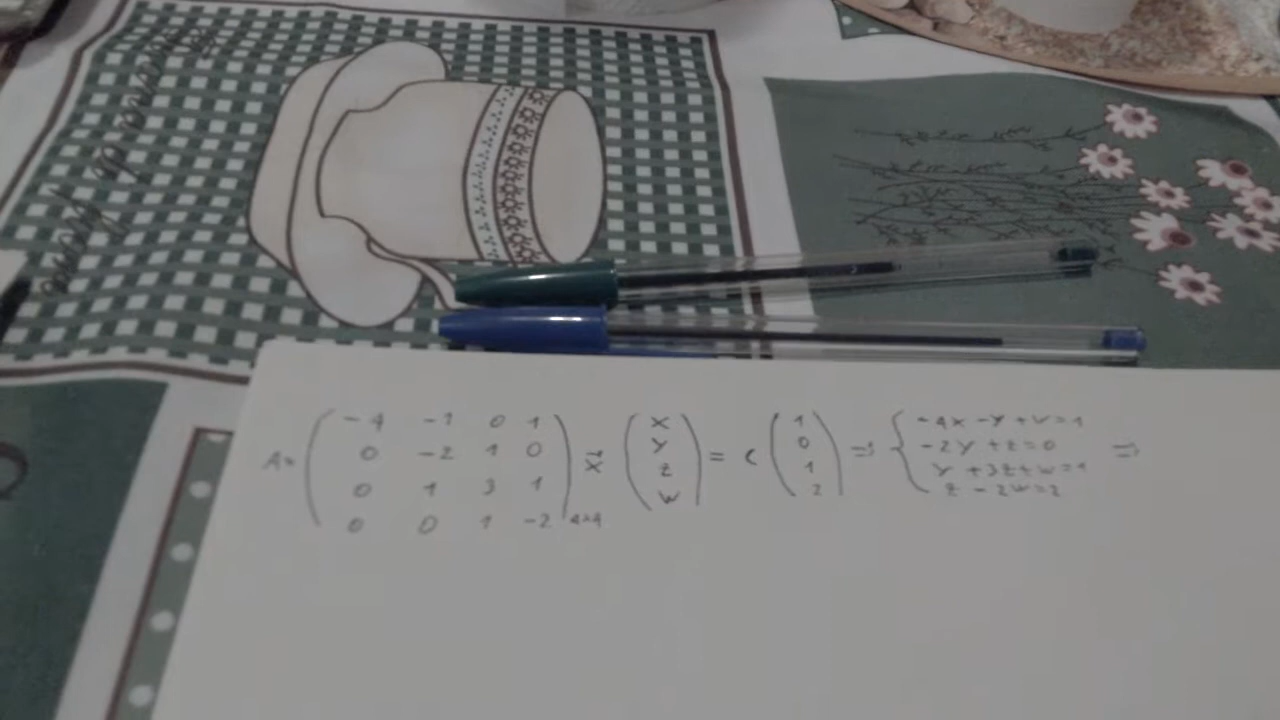 A= ( -4 -1 0 1 ) x⃗ ( x ) = c ( 1 ) => { -4x -y +w=1 =>
0 -2 1 0 y 0 -2y +z=0
0 1 3 1 z 1 y +3z+w=1
0 0 1 -2 4x4 w 2 z -2w=2